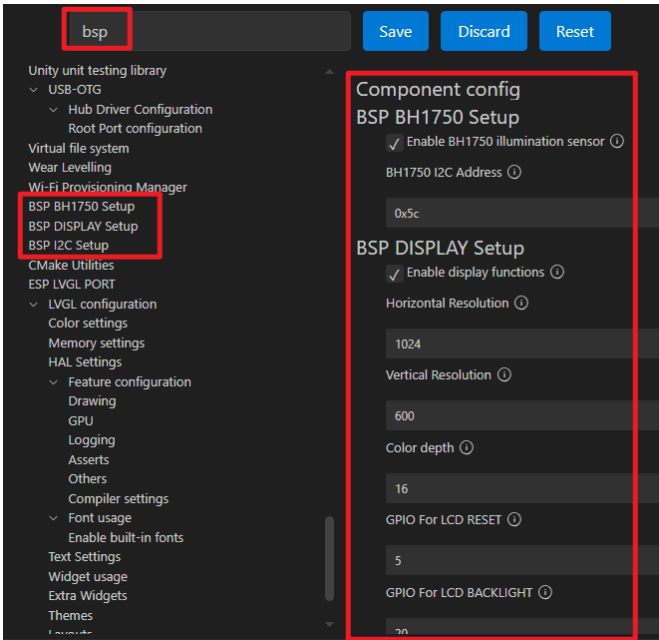 bsp
Save
Discard
Reset
Unity unit testing library
USB-OTG
Hub Driver Configuration
Root Port configuration
Virtual file system
Wear Levelling
Wi-Fi Provisioning Manager
BSP BH1750 Setup
BSP DISPLAY Setup
BSP I2C Setup
CMake Utilities
ESP LVGL PORT
LVGL configuration
Color settings
Memory settings
HAL Settings
Feature configuration
Drawing
GPU
Logging
Asserts
Others
Compiler settings
Font usage
Enable built-in fonts
Text Settings
Widget usage
Extra Widgets
Themes
Layouts
Component config
BSP BH1750 Setup
Enable BH1750 illumination sensor
BH1750 I2C Address
0x5c
BSP DISPLAY Setup
Enable display functions
Horizontal Resolution
1024
Vertical Resolution
600
Color depth
16
GPIO For LCD RESET
5
GPIO For LCD BACKLIGHT
20